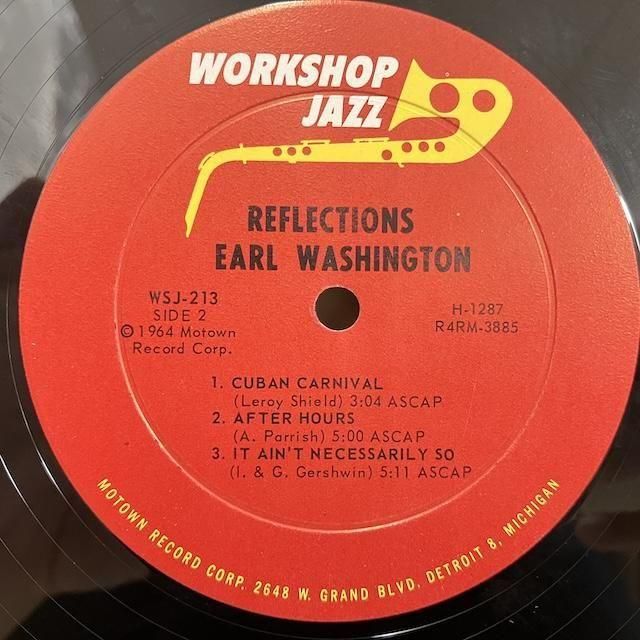 WORKSHOP
JAZZ
REFLECTIONS
EARL WASHINGTON
WSJ-213
SIDE 2
© 1964 Motown
Record Corp.
H-1287
R4RM-3885
1. CUBAN CARNIVAL
(Leroy Shield) 3:04 ASCAP
2. AFTER HOURS
(A. Parrish) 5:00 ASCAP
3. IT AIN'T NECESSARILY SO
(I. & G. Gershwin) 5:11 ASCAP
MOTOWN RECORD CORP. 2648 W. GRAND BLVD. DETROIT 8, MICHIGAN